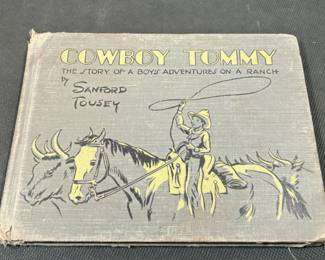 COWBOY TOMMY
THE STORY OF A BOYS ADVENTURES ON A RANCH
by SANFORD
TOUSEY